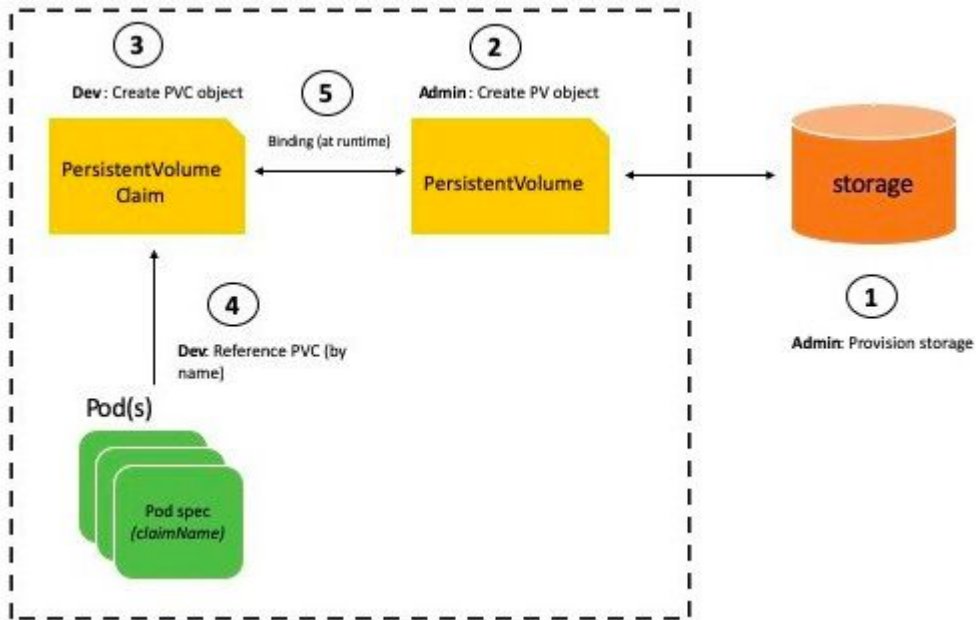 3
Dev: Create PVC object
PersistentVolume
Claim
5
Binding (at runtime)
2
Admin: Create PV object
PersistentVolume
storage
1
Admin: Provision storage
4
Dev: Reference PVC (by
name)
Pod(s)
Pod spec
(claimName)